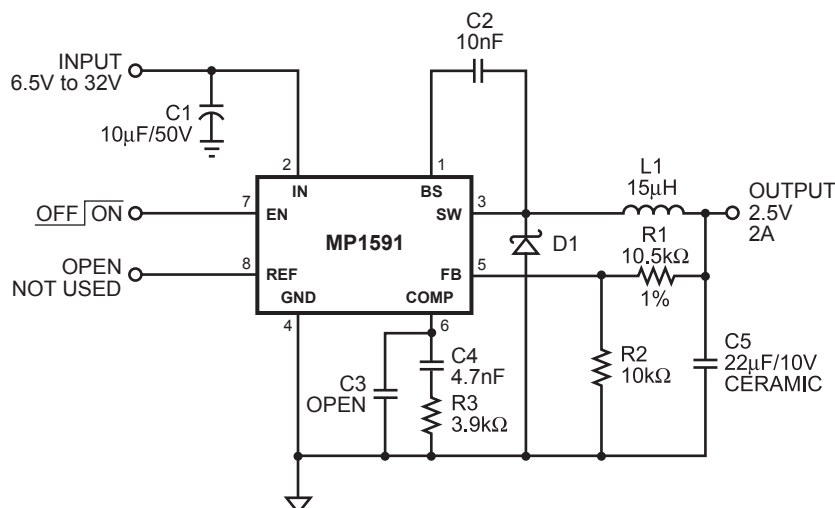 C2
10nF
INPUT
6.5V to 32V
C1
10µF/50V
2
1
IN
BS
L1
15µH
OUTPUT
2.5V
2A
7
3
OFF ON
EN
SW
MP1591
D1
R1
10.5kΩ
1%
OPEN
NOT USED
8
5
REF
FB
GND
COMP
4
6
C3
OPEN
C4
4.7nF
R3
3.9kΩ
R2
10kΩ
C5
22µF/10V
CERAMIC